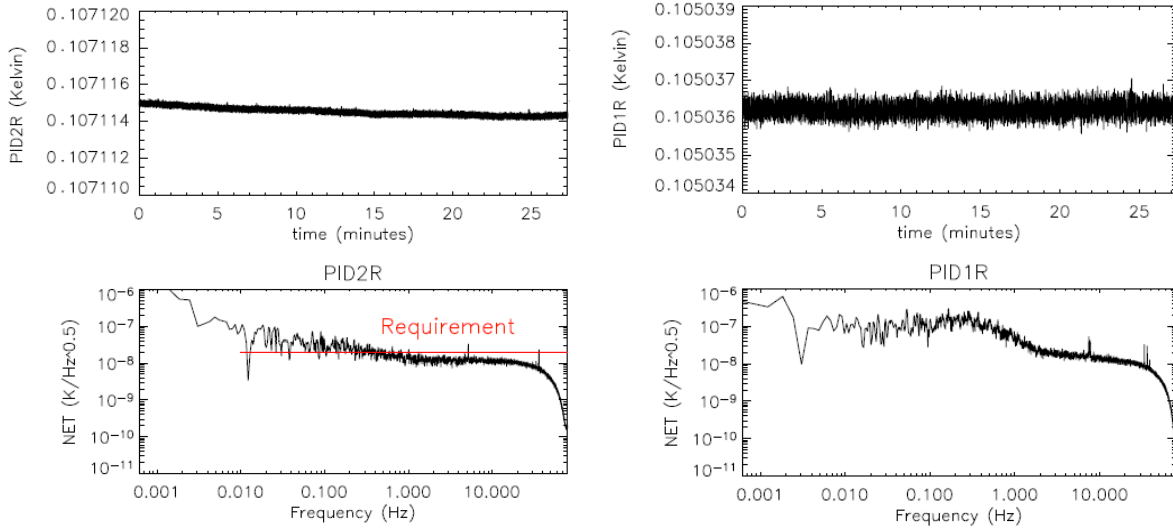 PID2R (Kelvin)
0.107120
0.107118
0.107116
0.107114
0.107112
0.107110
0 5 10 15 20 25
time (minutes)
PID1R (Kelvin)
0.105039
0.105037
0.105036
0.105035
0.105034
0 5 10 15 20 25
time (minutes)
PID2R
NET (K/Hz^0.5)
10-6
10-7
10-8
10-9
10-10
10-11
Requirement
0.001 0.010 0.100 1.000 10.000
Frequency (Hz)
PID1R
NET (K/Hz^0.5)
10-6
10-7
10-8
10-9
10-10
10-11
0.001 0.010 0.100 1.000 10.000
Frequency (Hz)